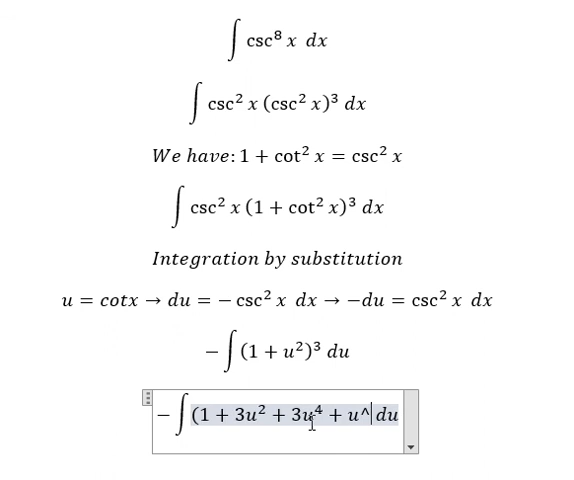 ∫ csc⁸ x dx
∫ csc² x (csc² x)³ dx
We have: 1 + cot² x = csc² x
∫ csc² x (1 + cot² x)³ dx
Integration by substitution
u = cotx → du = − csc² x dx → −du = csc² x dx
− ∫ (1 + u²)³ du
− ∫ (1 + 3u² + 3u⁴ + u^ du